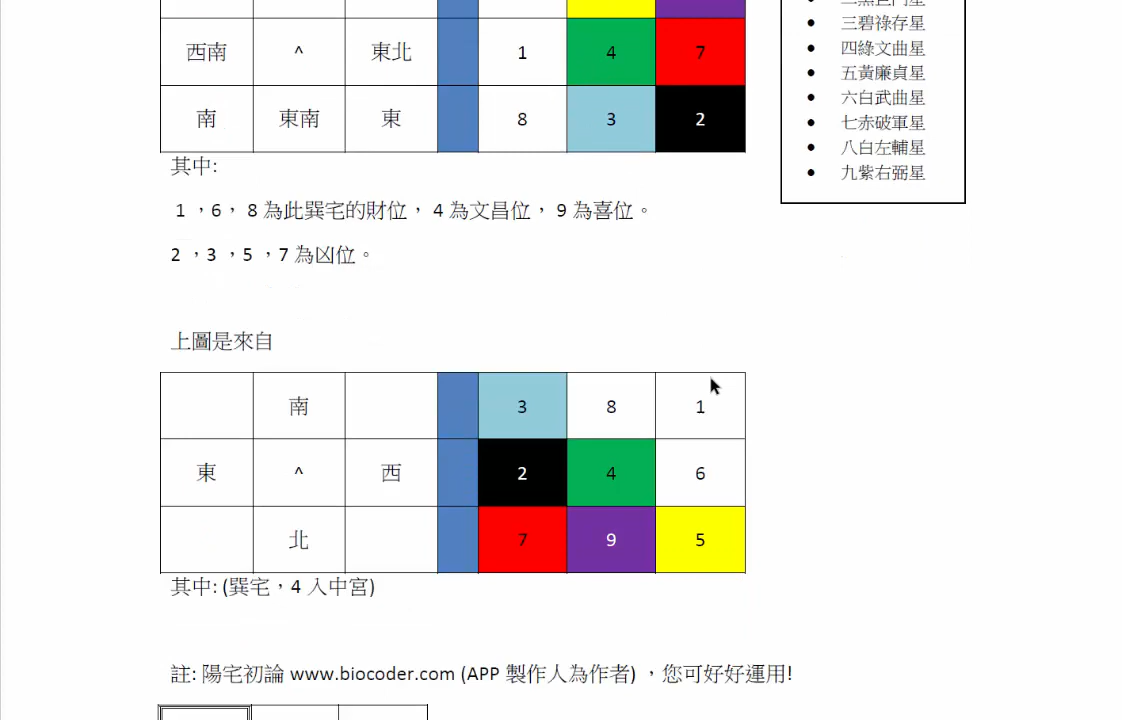 二黑巨門星
三碧祿存星
四綠文曲星
五黃廉貞星
六白武曲星
七赤破軍星
八白左輔星
九紫右弼星
西南 ^ 東北 1 4 7
南 東南 東 8 3 2
其中:
1 ，6， 8 為此巽宅的財位， 4 為文昌位， 9 為喜位。
2 ，3 ，5 ，7 為凶位。
上圖是來自
南 3 8 1
東 ^ 西 2 4 6
北 7 9 5
其中: (巽宅，4 入中宮)
註: 陽宅初論 www.biocoder.com (APP 製作人為作者) ，您可好好運用!